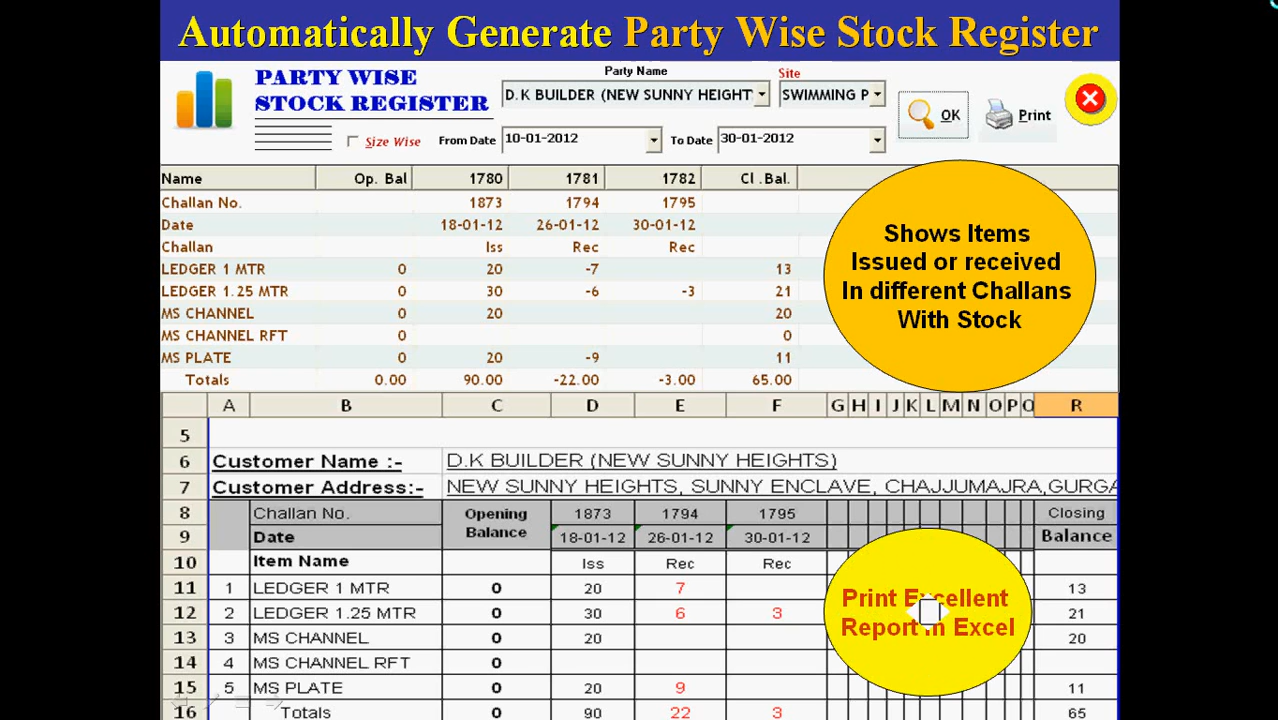 Automatically Generate Party Wise Stock Register
PARTY WISE
STOCK REGISTER
Party Name
Site
D.K BUILDER (NEW SUNNY HEIGHT
SWIMMING P
OK
Print
Size Wise
From Date
10-01-2012
To Date
30-01-2012
Name Op. Bal 1780 1781 1782 Cl .Bal.
Challan No. 1873 1794 1795
Date 18-01-12 26-01-12 30-01-12
Challan Iss Rec Rec
LEDGER 1 MTR 0 20 -7 13
LEDGER 1.25 MTR 0 30 -6 -3 21
MS CHANNEL 0 20 20
MS CHANNEL RFT 0 0
MS PLATE 0 20 -9 11
Totals 0.00 90.00 -22.00 -3.00 65.00
Shows Items
Issued or received
In different Challans
With Stock
A B C D E F G H I J K L M N O P Q R
5
6 Customer Name :- D.K BUILDER (NEW SUNNY HEIGHTS)
7 Customer Address:- NEW SUNNY HEIGHTS, SUNNY ENCLAVE, CHAJJUMAJRA,GURGA
8 Challan No. Opening 1873 1794 1795 Closing
9 Date Balance 18-01-12 26-01-12 30-01-12 Balance
10 Item Name Iss Rec Rec
11 1 LEDGER 1 MTR 0 20 7 13
12 2 LEDGER 1.25 MTR 0 30 6 3 21
13 3 MS CHANNEL 0 20 20
14 4 MS CHANNEL RFT 0
15 5 MS PLATE 0 20 9 11
16 Totals 0 90 22 3 65
Print Excellent
Report in Excel